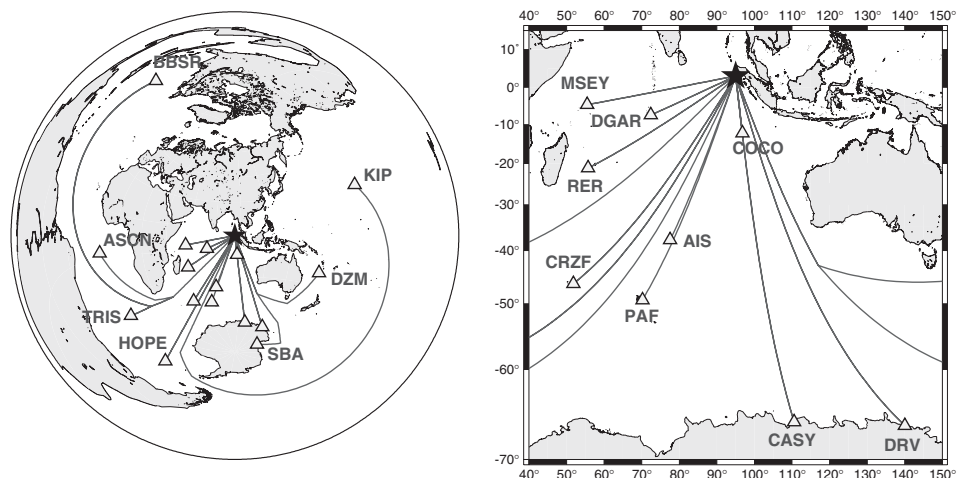 BBSR
KIP
ASCN
DZM
TRIS
HOPE
SBA
40° 50° 60° 70° 80° 90° 100° 110° 120° 130° 140° 150°
10°
0°
-10°
-20°
-30°
-40°
-50°
-60°
-70°
MSEY
DGAR
COCO
RER
AIS
CRZF
PAF
CASY
DRV
40° 50° 60° 70° 80° 90° 100° 110° 120° 130° 140° 150°